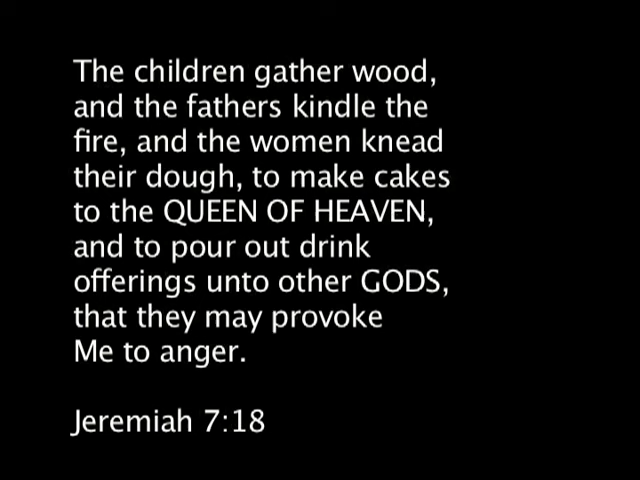 The children gather wood,
and the fathers kindle the
fire, and the women knead
their dough, to make cakes
to the QUEEN OF HEAVEN,
and to pour out drink
offerings unto other GODS,
that they may provoke
Me to anger.
Jeremiah 7:18